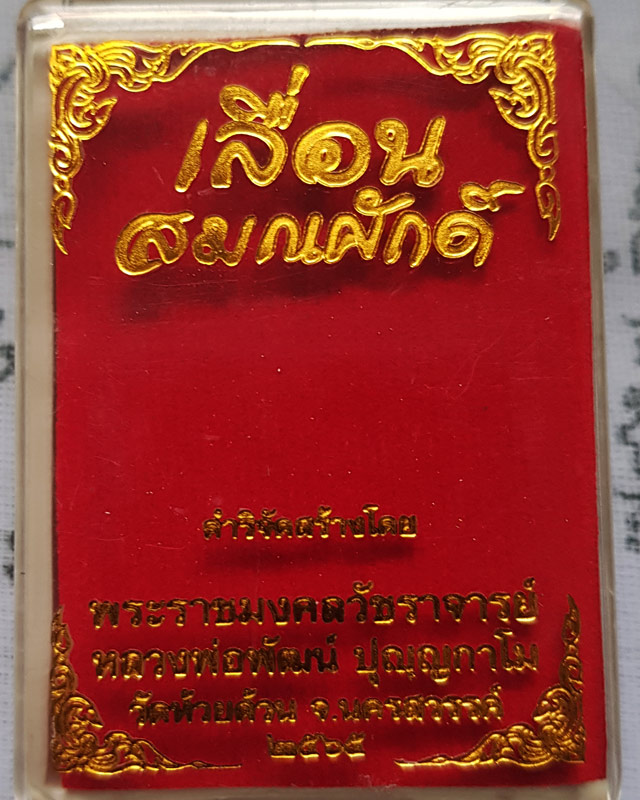 เลื่อน
สมณศักดิ์
ดำริจัดสร้างโดย
พระราชมงคลวัชราจารย์
หลวงพ่อพัฒน์ ปุญฺญกาโม
วัดห้วยด้วน จ.นครสวรรค์
๒๕๖๕